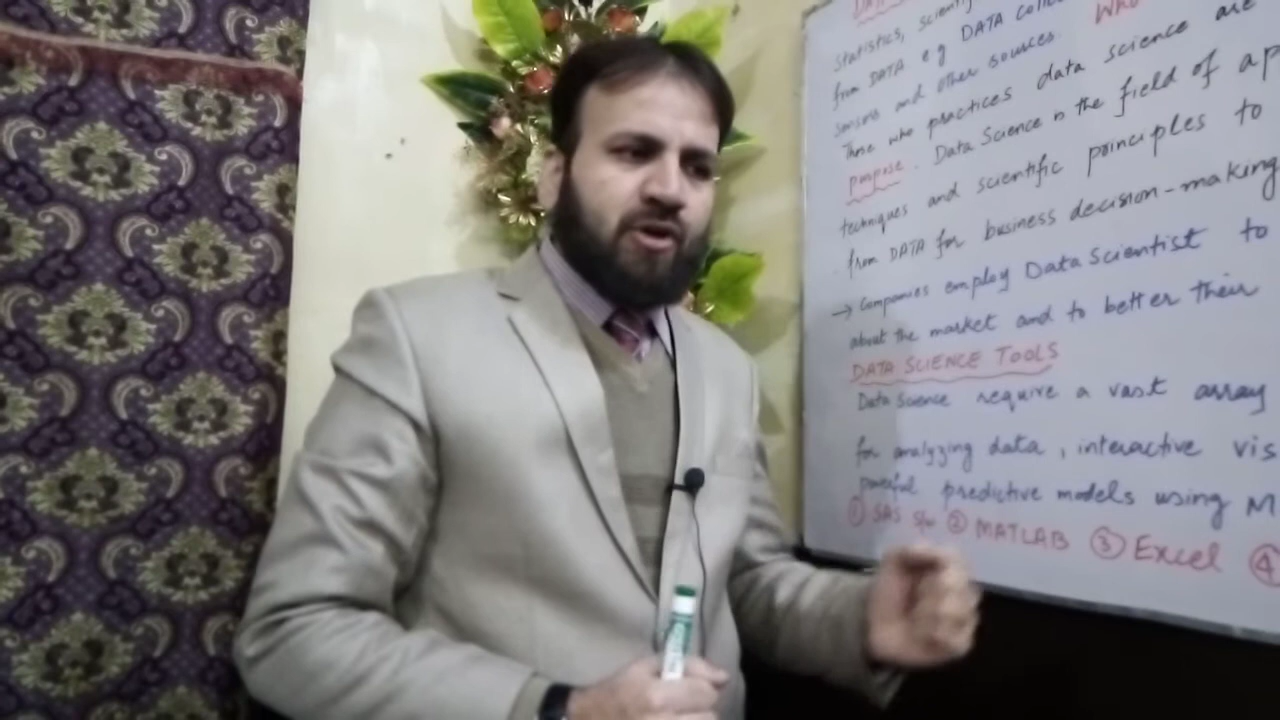 statistics, scientif
from DATA e.g DATA colle
sensors and other sources. Who
Those who practices data science are
purpose. Data Science is the field of ap
techniques and scientific principles to
from DATA for business decision-making
→ Companies employ Data Scientist to
about the market and to better their
DATA SCIENCE TOOLS
Data Science require a vast array
for analyzing data, interactive vis
powerful predictive models using M
① SAS S/w ② MATLAB ③ Excel ④